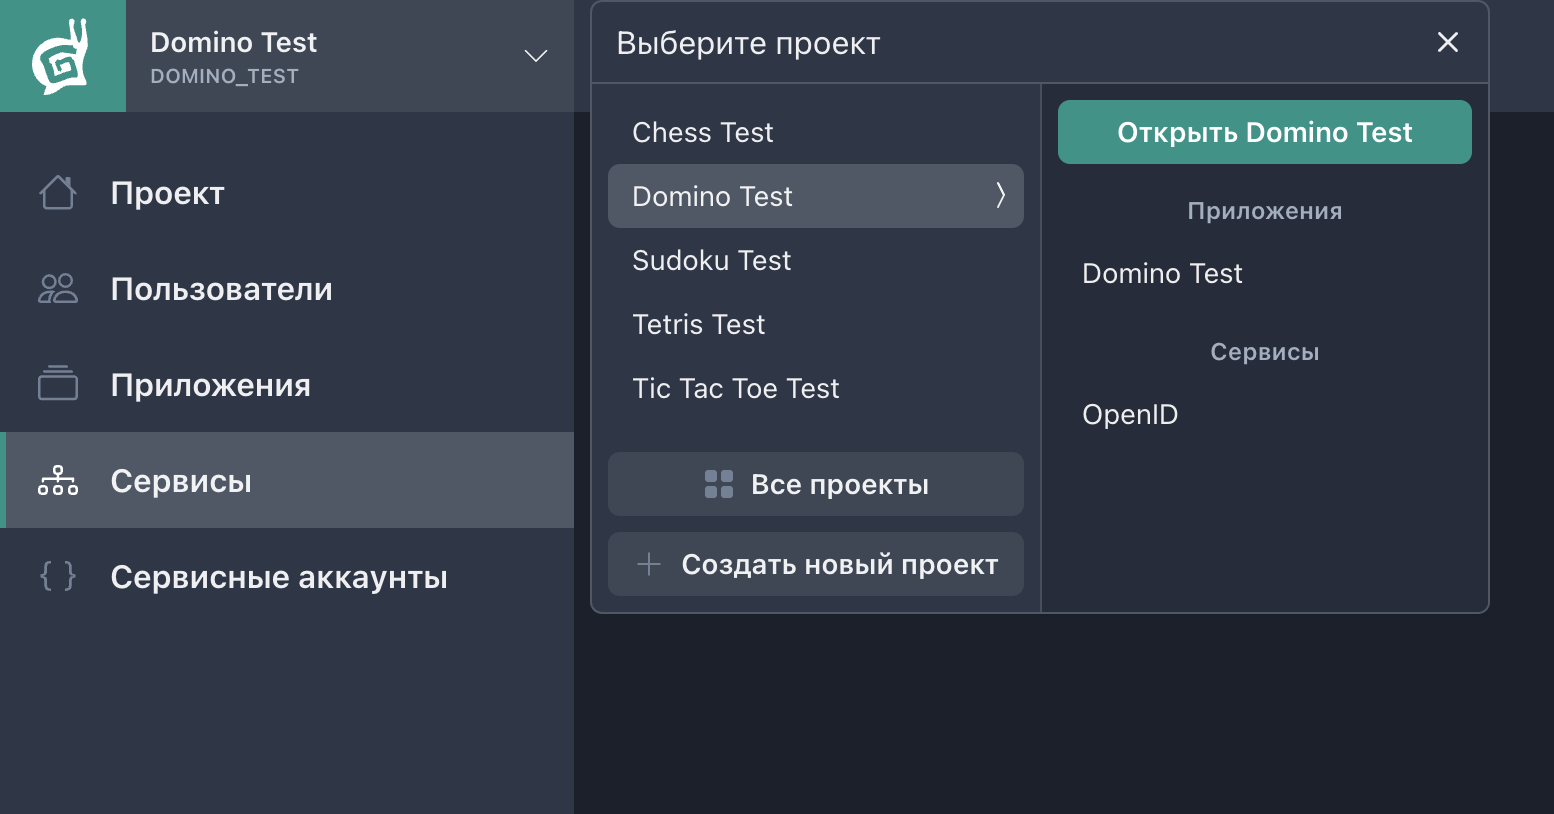 Domino Test
DOMINO_TEST
Проект
Пользователи
Приложения
Сервисы
Сервисные аккаунты
Выберите проект
Chess Test
Domino Test
Sudoku Test
Tetris Test
Tic Tac Toe Test
Все проекты
Создать новый проект
Открыть Domino Test
Приложения
Domino Test
Сервисы
OpenID